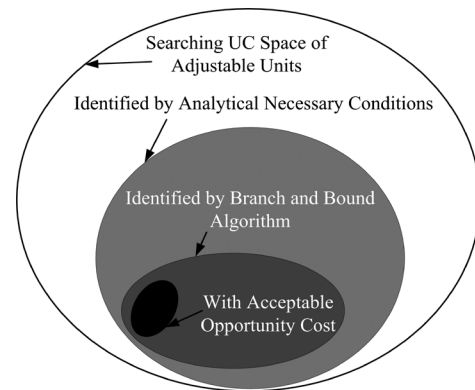 Searching UC Space of
Adjustable Units
Identified by Analytical Necessary Conditions
Identified by Branch and Bound
Algorithm
With Acceptable
Opportunity Cost